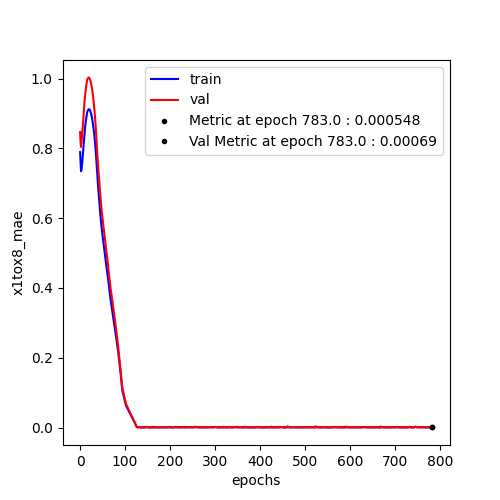 train
val
Metric at epoch 783.0 : 0.000548
Val Metric at epoch 783.0 : 0.00069
1.0
0.8
0.6
0.4
0.2
0.0
x1tox8_mae
0 100 200 300 400 500 600 700 800
epochs